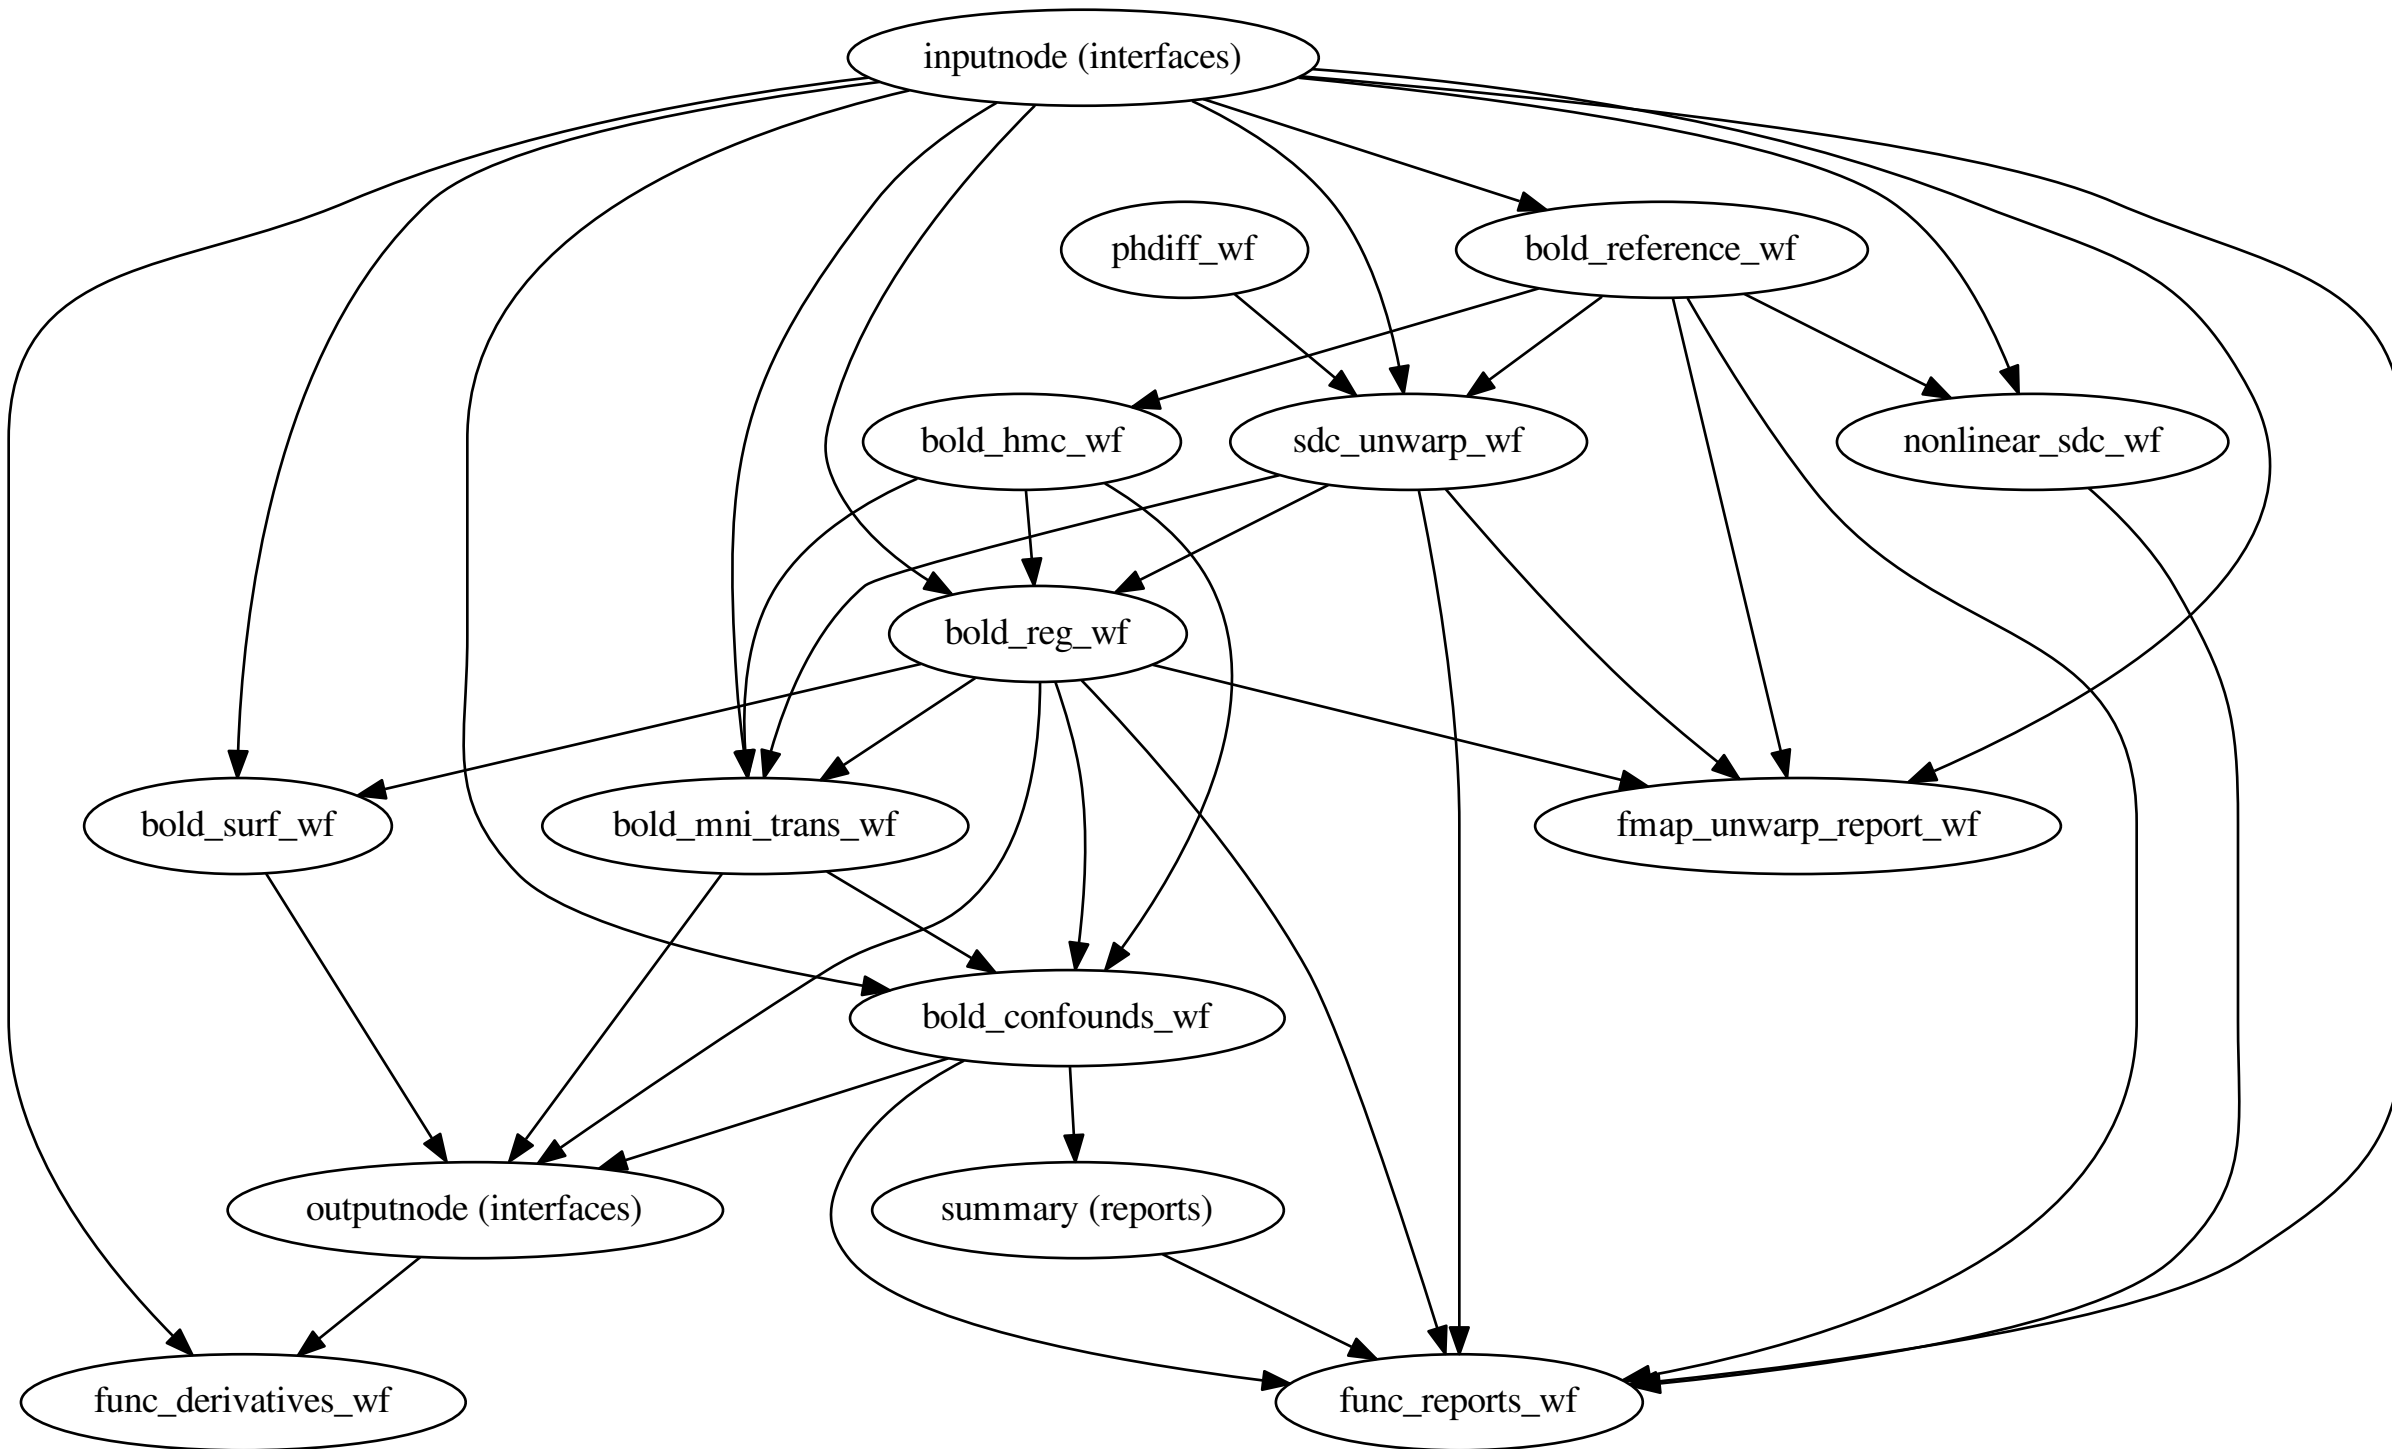 inputnode (interfaces)
phdiff_wf
bold_reference_wf
bold_hmc_wf
sdc_unwarp_wf
nonlinear_sdc_wf
bold_reg_wf
bold_surf_wf
bold_mni_trans_wf
fmap_unwarp_report_wf
bold_confounds_wf
outputnode (interfaces)
summary (reports)
func_derivatives_wf
func_reports_wf